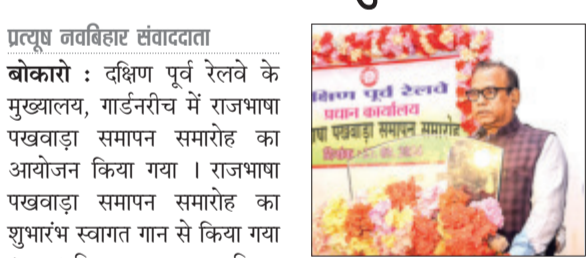 प्रत्यूष नवबिहार संवाददाता
बोकारो : दक्षिण पूर्व रेलवे के
मुख्यालय, गार्डनरीच में राजभाषा
पखवाड़ा समापन समारोह का
आयोजन किया गया । राजभाषा
पखवाड़ा समापन समारोह का
शुभारंभ स्वागत गान से किया गया
क्षिण पूर्व रेलवे
प्रधान कार्यालय
षा पखवाड़ा समापन समारोह